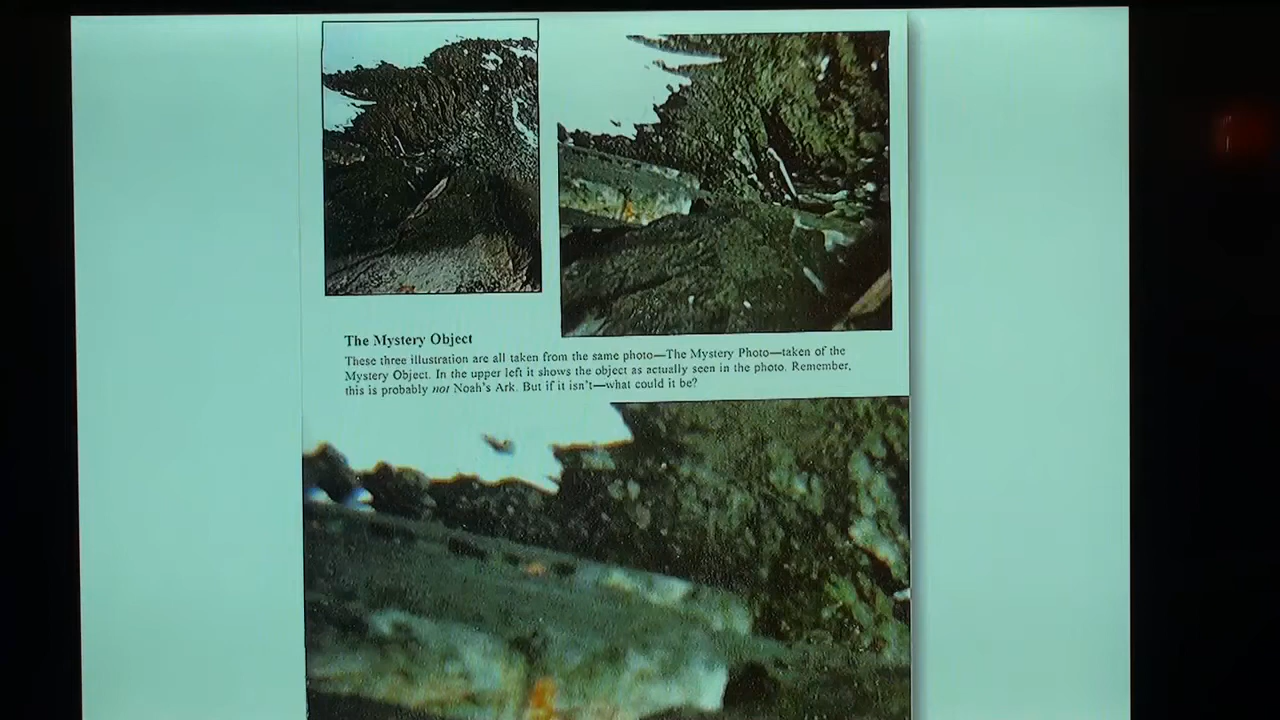 The Mystery Object
These three illustration are all taken from the same photo—The Mystery Photo—taken of the
Mystery Object. In the upper left it shows the object as actually seen in the photo. Remember,
this is probably not Noah's Ark. But if it isn't—what could it be?